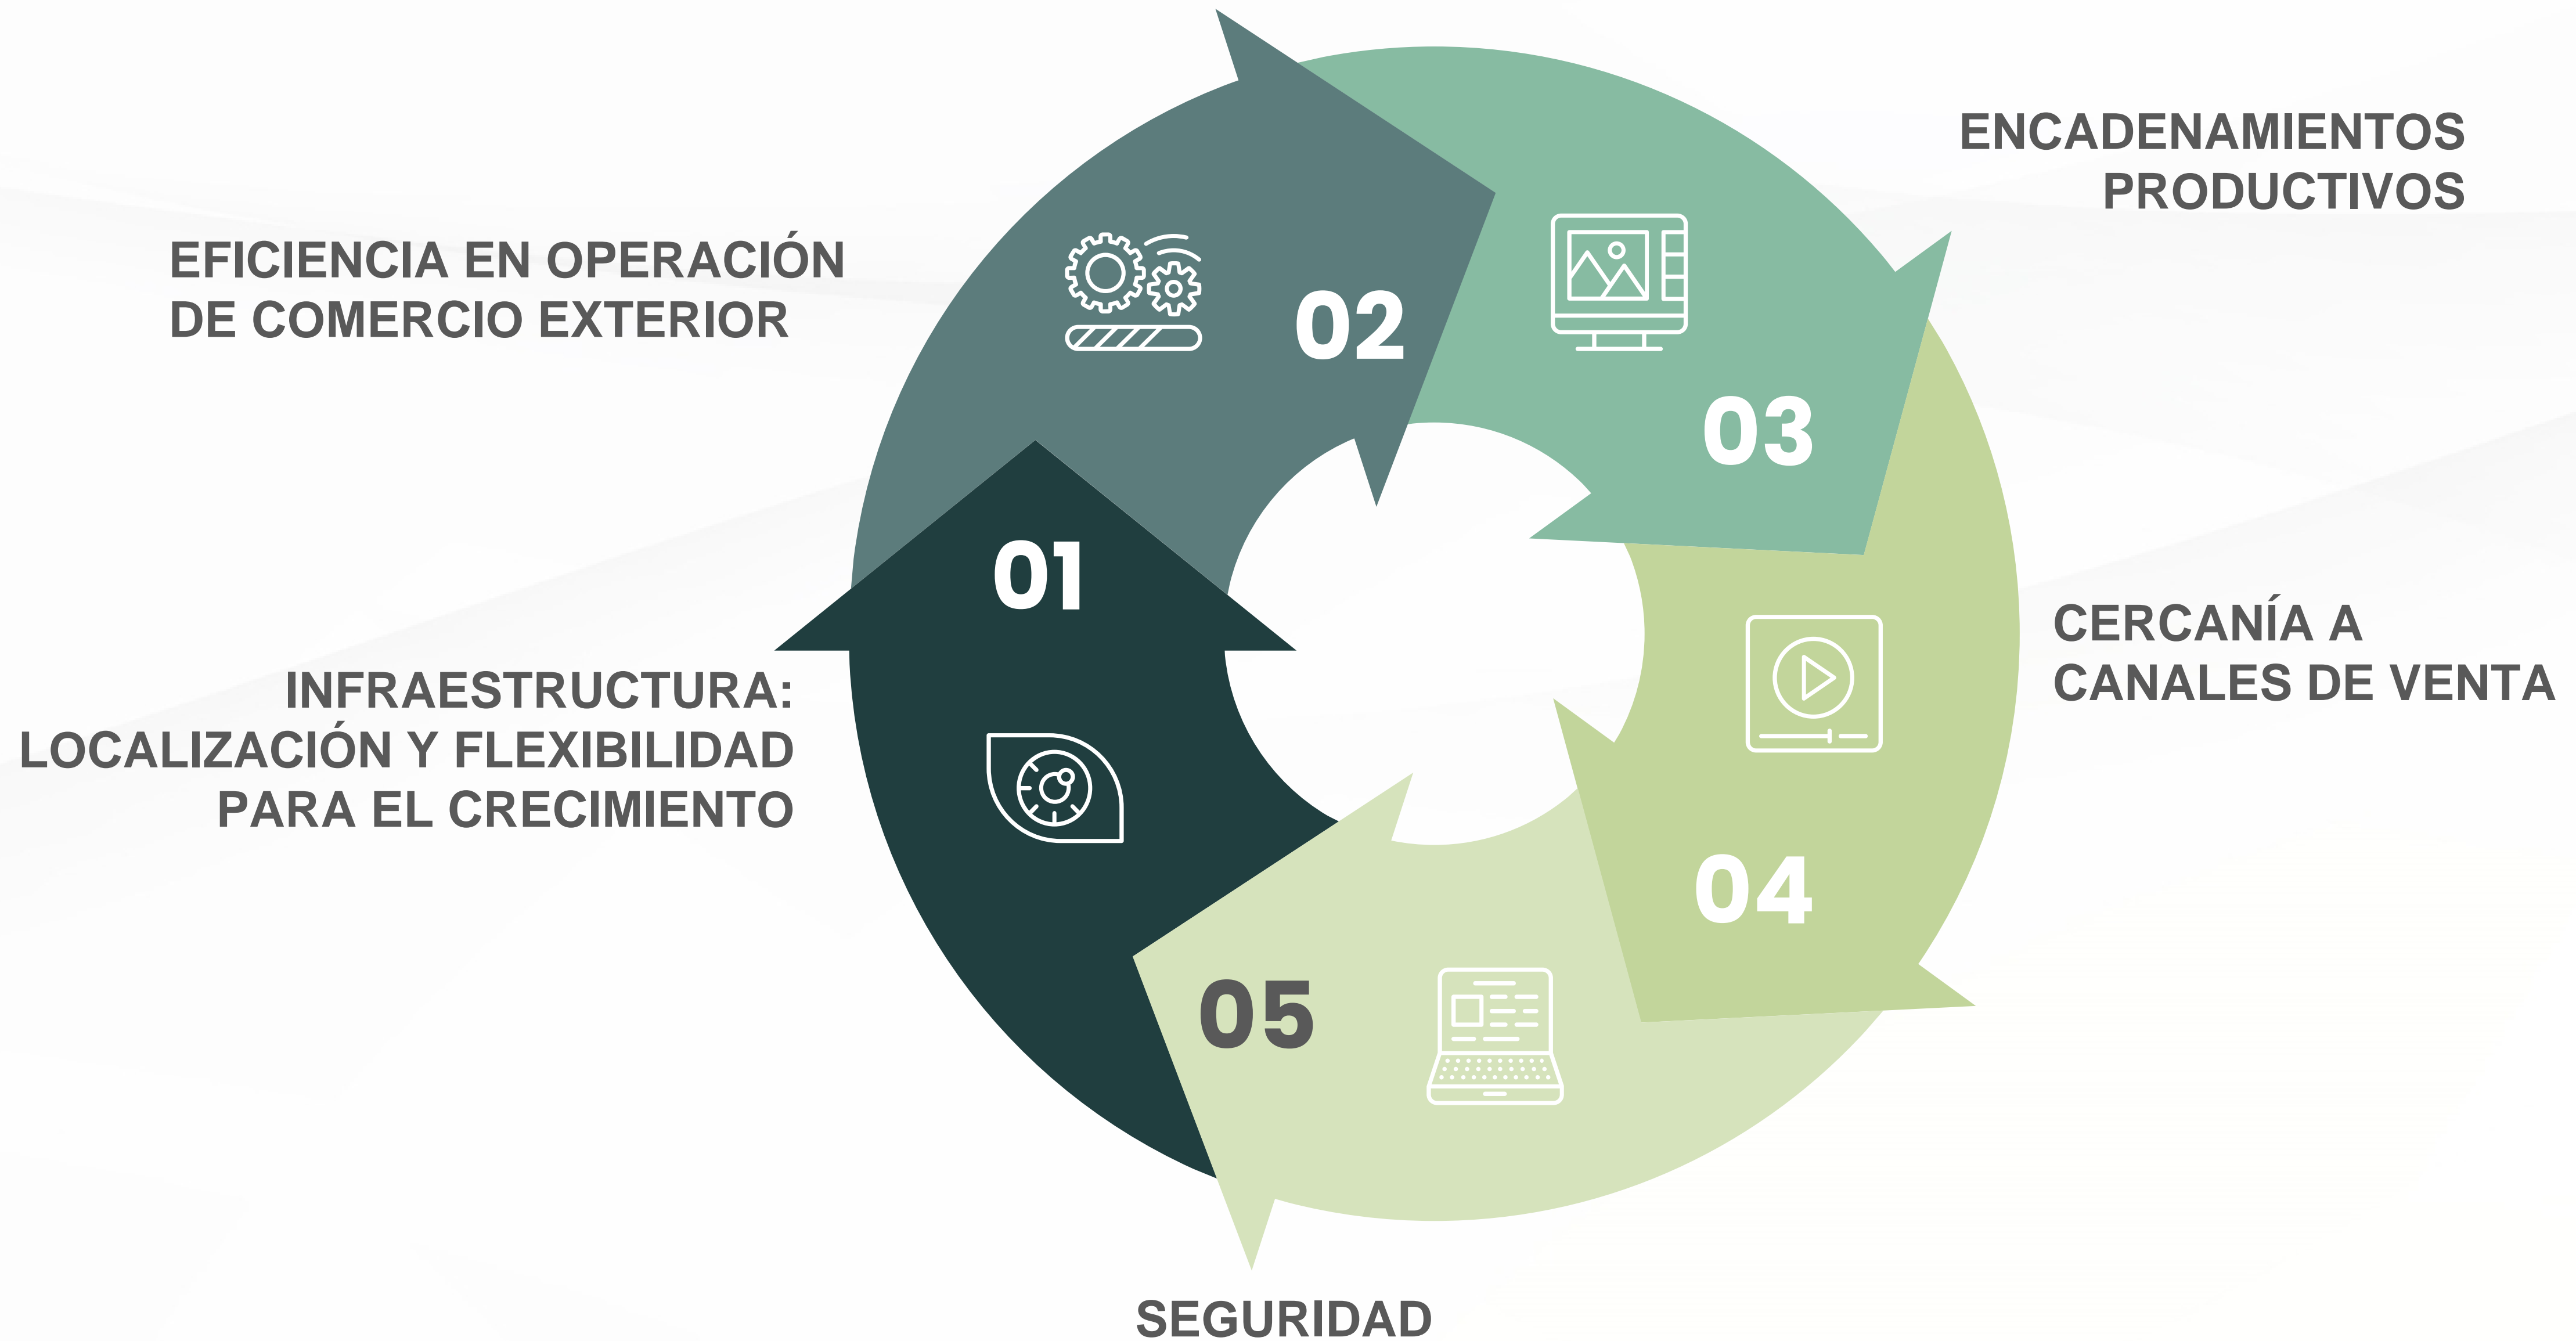 01
INFRAESTRUCTURA:
LOCALIZACIÓN Y FLEXIBILIDAD
PARA EL CRECIMIENTO
02
EFICIENCIA EN OPERACIÓN
DE COMERCIO EXTERIOR
03
ENCADENAMIENTOS
PRODUCTIVOS
04
CERCANÍA A
CANALES DE VENTA
05
SEGURIDAD